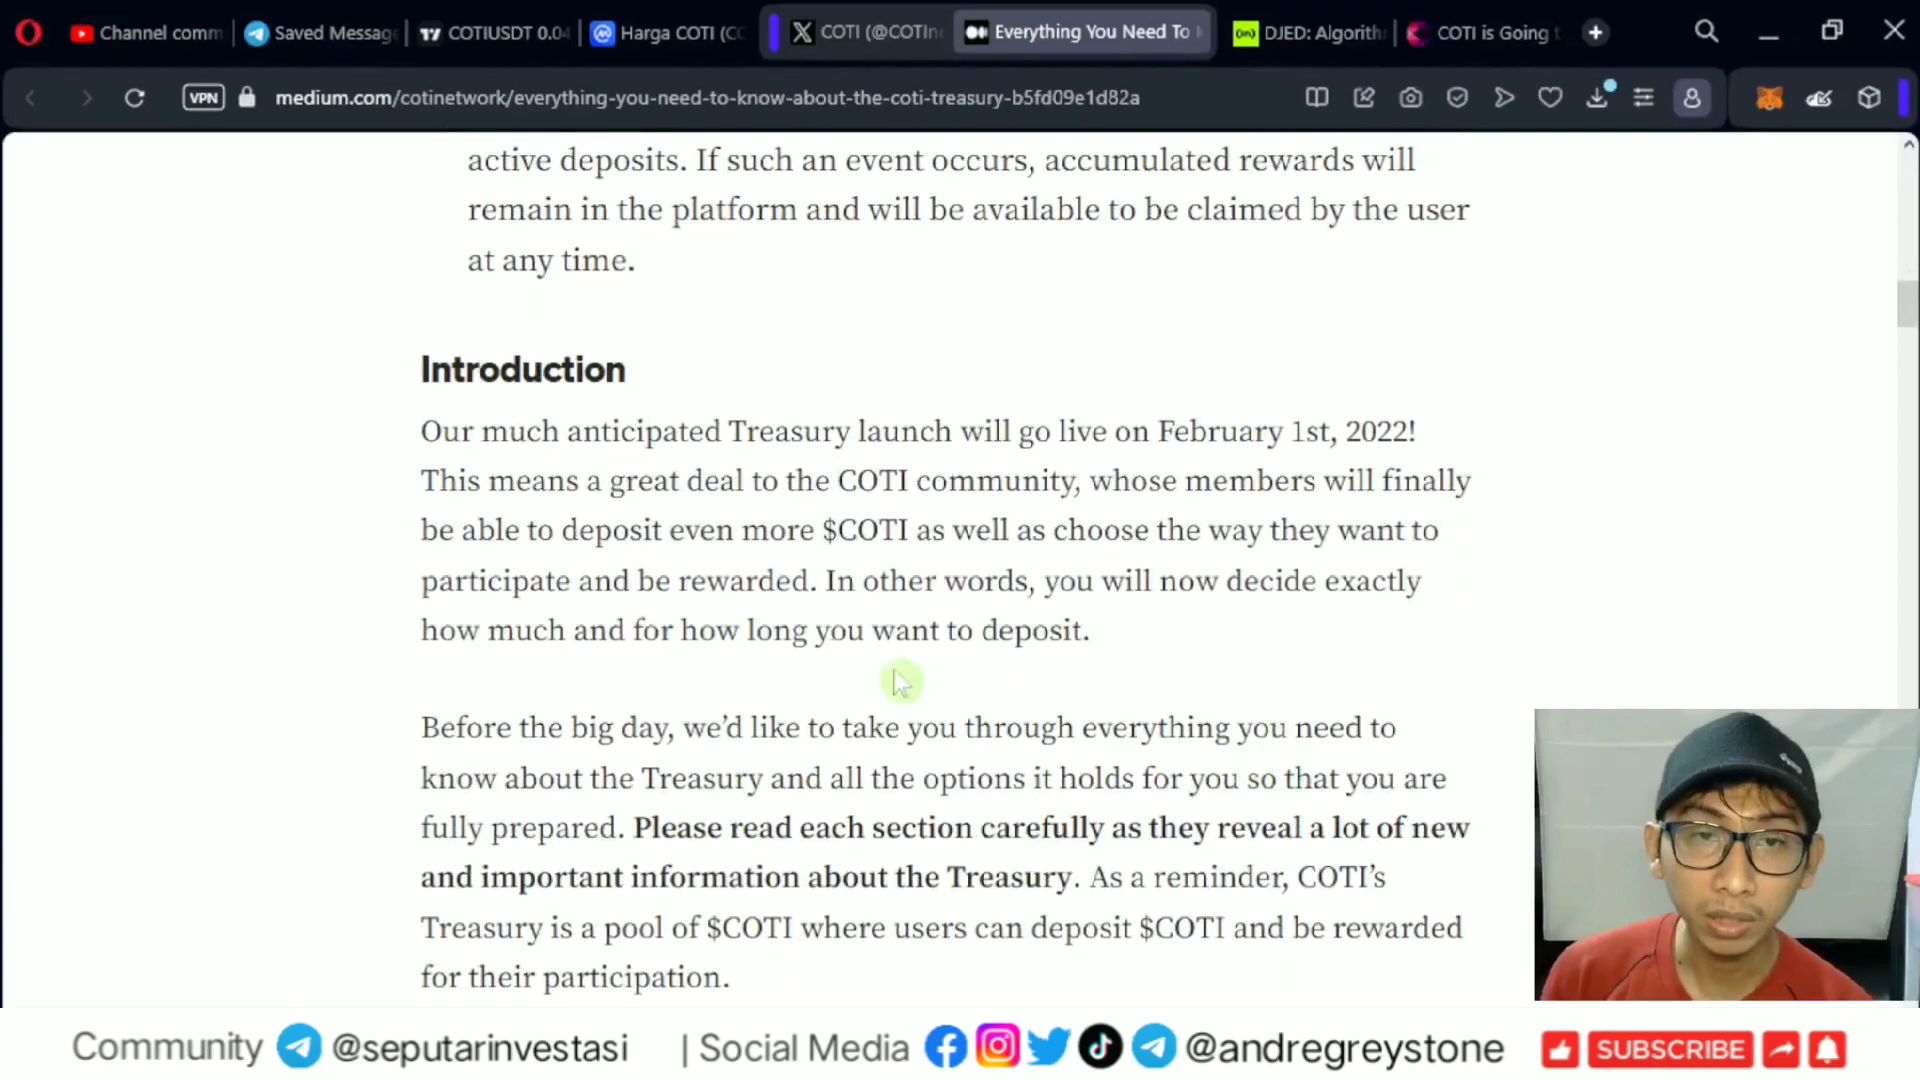 Channel comm
Saved Messag
COTIUSDT 0.04
Harga COTI (CC
COTI (@COTIn
Everything You Need To
DJED: Algorith
COTI is Going t
VPN
medium.com/cotinetwork/everything-you-need-to-know-about-the-coti-treasury-b5fd09e1d82a
active deposits. If such an event occurs, accumulated rewards will
remain in the platform and will be available to be claimed by the user
at any time.
Introduction
Our much anticipated Treasury launch will go live on February 1st, 2022!
This means a great deal to the COTI community, whose members will finally
be able to deposit even more $COTI as well as choose the way they want to
participate and be rewarded. In other words, you will now decide exactly
how much and for how long you want to deposit.
Before the big day, we’d like to take you through everything you need to
know about the Treasury and all the options it holds for you so that you are
fully prepared. Please read each section carefully as they reveal a lot of new
and important information about the Treasury. As a reminder, COTI’s
Treasury is a pool of $COTI where users can deposit $COTI and be rewarded
for their participation.
Community @seputarinvestasi | Social Media @andregreystone SUBSCRIBE